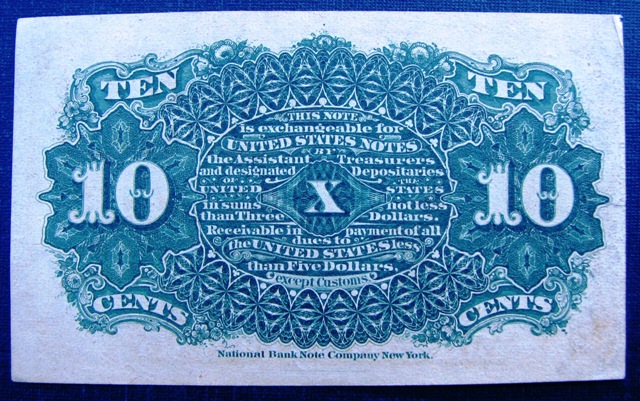 TEN TEN
THIS NOTE
is exchangeable for
UNITED STATES NOTES
BY
the Assistant Treasurers
and designated Depositaries
OF THE
UNITED STATES
10 X 10
in sums not less
than Three Dollars.
Receivable in payment of all
dues to
the UNITED STATES less
than Five Dollars.
except Customs
CENTS CENTS
National Bank Note Company New York.